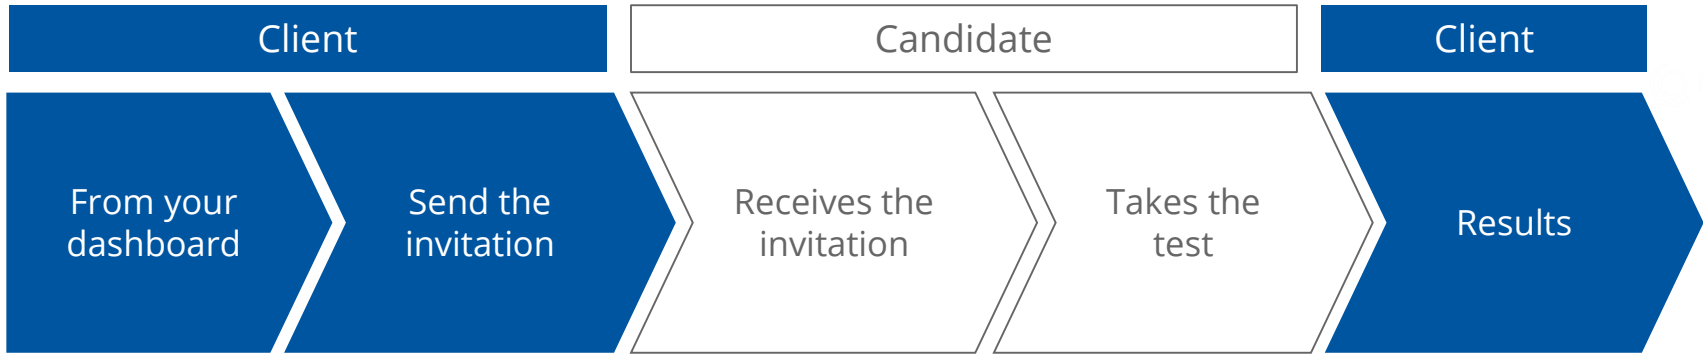 Client
Candidate
Client
From your
dashboard
Send the
invitation
Receives the
invitation
Takes the
test
Results